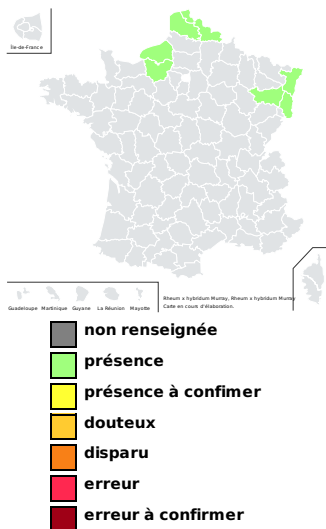 Île-de-France
Guadeloupe Martinique Guyane La Réunion Mayotte
Rheum x hybridum Murray, Rheum x hybridum Murray
Carte en cours d'élaboration.
non renseignée
présence
présence à confimer
douteux
disparu
erreur
erreur à confirmer